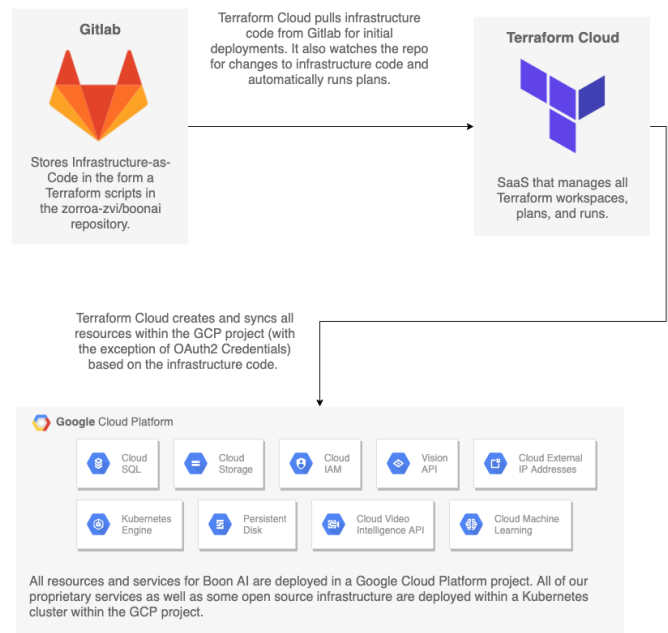 Gitlab
Stores Infrastructure-as-
Code in the form a
Terraform scripts in
the zorroa-zvi/boonai
repository.
Terraform Cloud pulls infrastructure
code from Gitlab for initial
deployments. It also watches the repo
for changes to infrastructure code and
automatically runs plans.
Terraform Cloud
SaaS that manages all
Terraform workspaces,
plans, and runs.
Terraform Cloud creates and syncs all
resources within the GCP project (with
the exception of OAuth2 Credentials)
based on the infrastructure code.
Google Cloud Platform
Cloud
SQL
Cloud
Storage
Cloud
IAM
Vision
API
Cloud External
IP Addresses
Kubernetes
Engine
Persistent
Disk
Cloud Video
Intelligence API
Cloud Machine
Learning
All resources and services for Boon AI are deployed in a Google Cloud Platform project. All of our
proprietary services as well as some open source infrastructure are deployed within a Kubernetes
cluster within the GCP project.